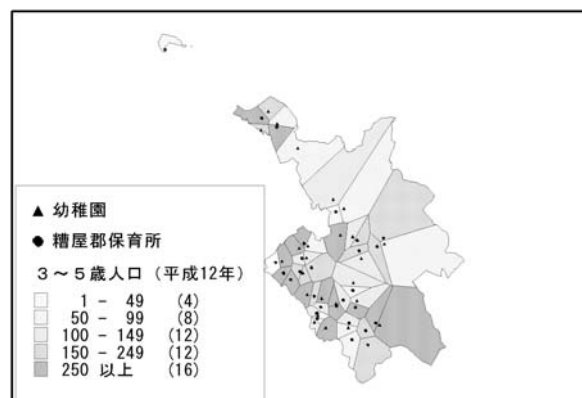 ▲ 幼稚園
● 糟屋郡保育所
3～5歳人口 (平成12年)
1 - 49 (4)
50 - 99 (8)
100 - 149 (12)
150 - 249 (12)
250 以上 (16)